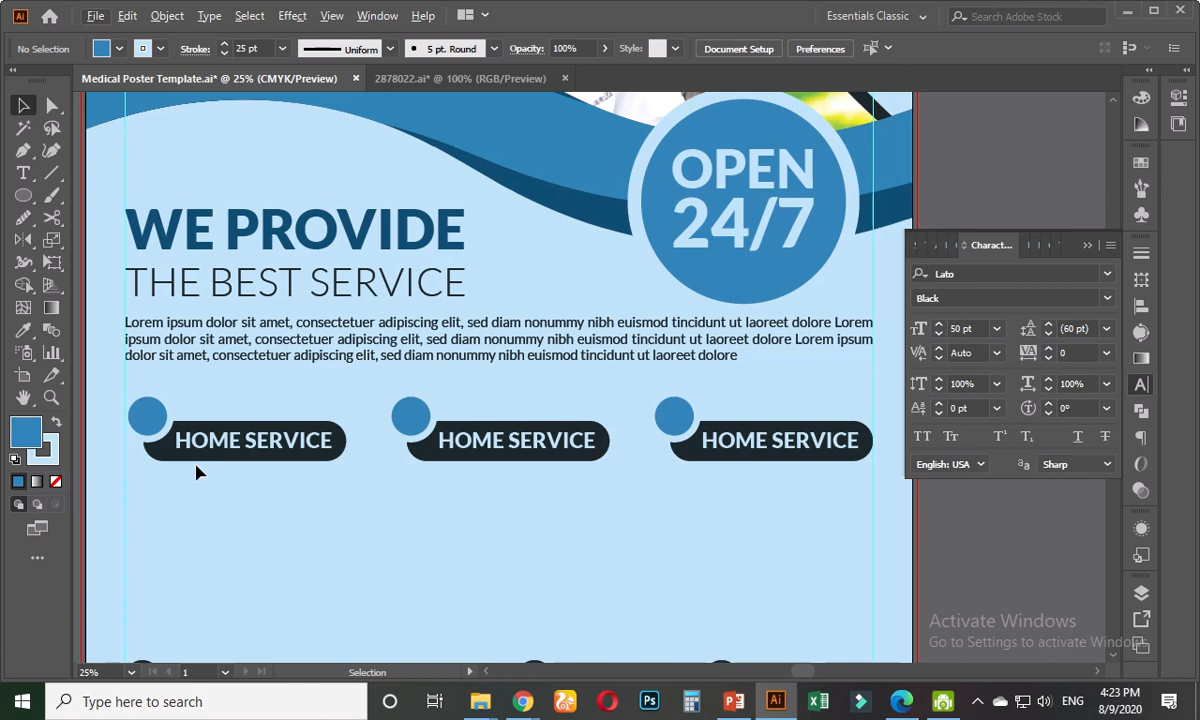 Ai
File Edit Object Type Select Effect View Window Help
Essentials Classic
Search Adobe Stock
No Selection
Stroke:
25 pt
Uniform
5 pt. Round
Opacity:
100%
Style:
Document Setup
Preferences
Medical Poster Template.ai* @ 25% (CMYK/Preview)
2878022.ai* @ 100% (RGB/Preview)
OPEN
24/7
WE PROVIDE
THE BEST SERVICE
Lorem ipsum dolor sit amet, consectetuer adipiscing elit, sed diam nonummy nibh euismod tincidunt ut laoreet dolore Lorem
ipsum dolor sit amet, consectetuer adipiscing elit, sed diam nonummy nibh euismod tincidunt ut laoreet dolore Lorem ipsum
dolor sit amet, consectetuer adipiscing elit, sed diam nonummy nibh euismod tincidunt ut laoreet dolore
HOME SERVICE
HOME SERVICE
HOME SERVICE
Charact...
Lato
Black
50 pt
(60 pt)
Auto
0
100%
100%
0 pt
0°
English: USA
Sharp
Activate Windows
Go to Settings to activate Windows.
25%
1
Selection
Type here to search
Ps
Ai
ENG
4:23 PM
8/9/2020